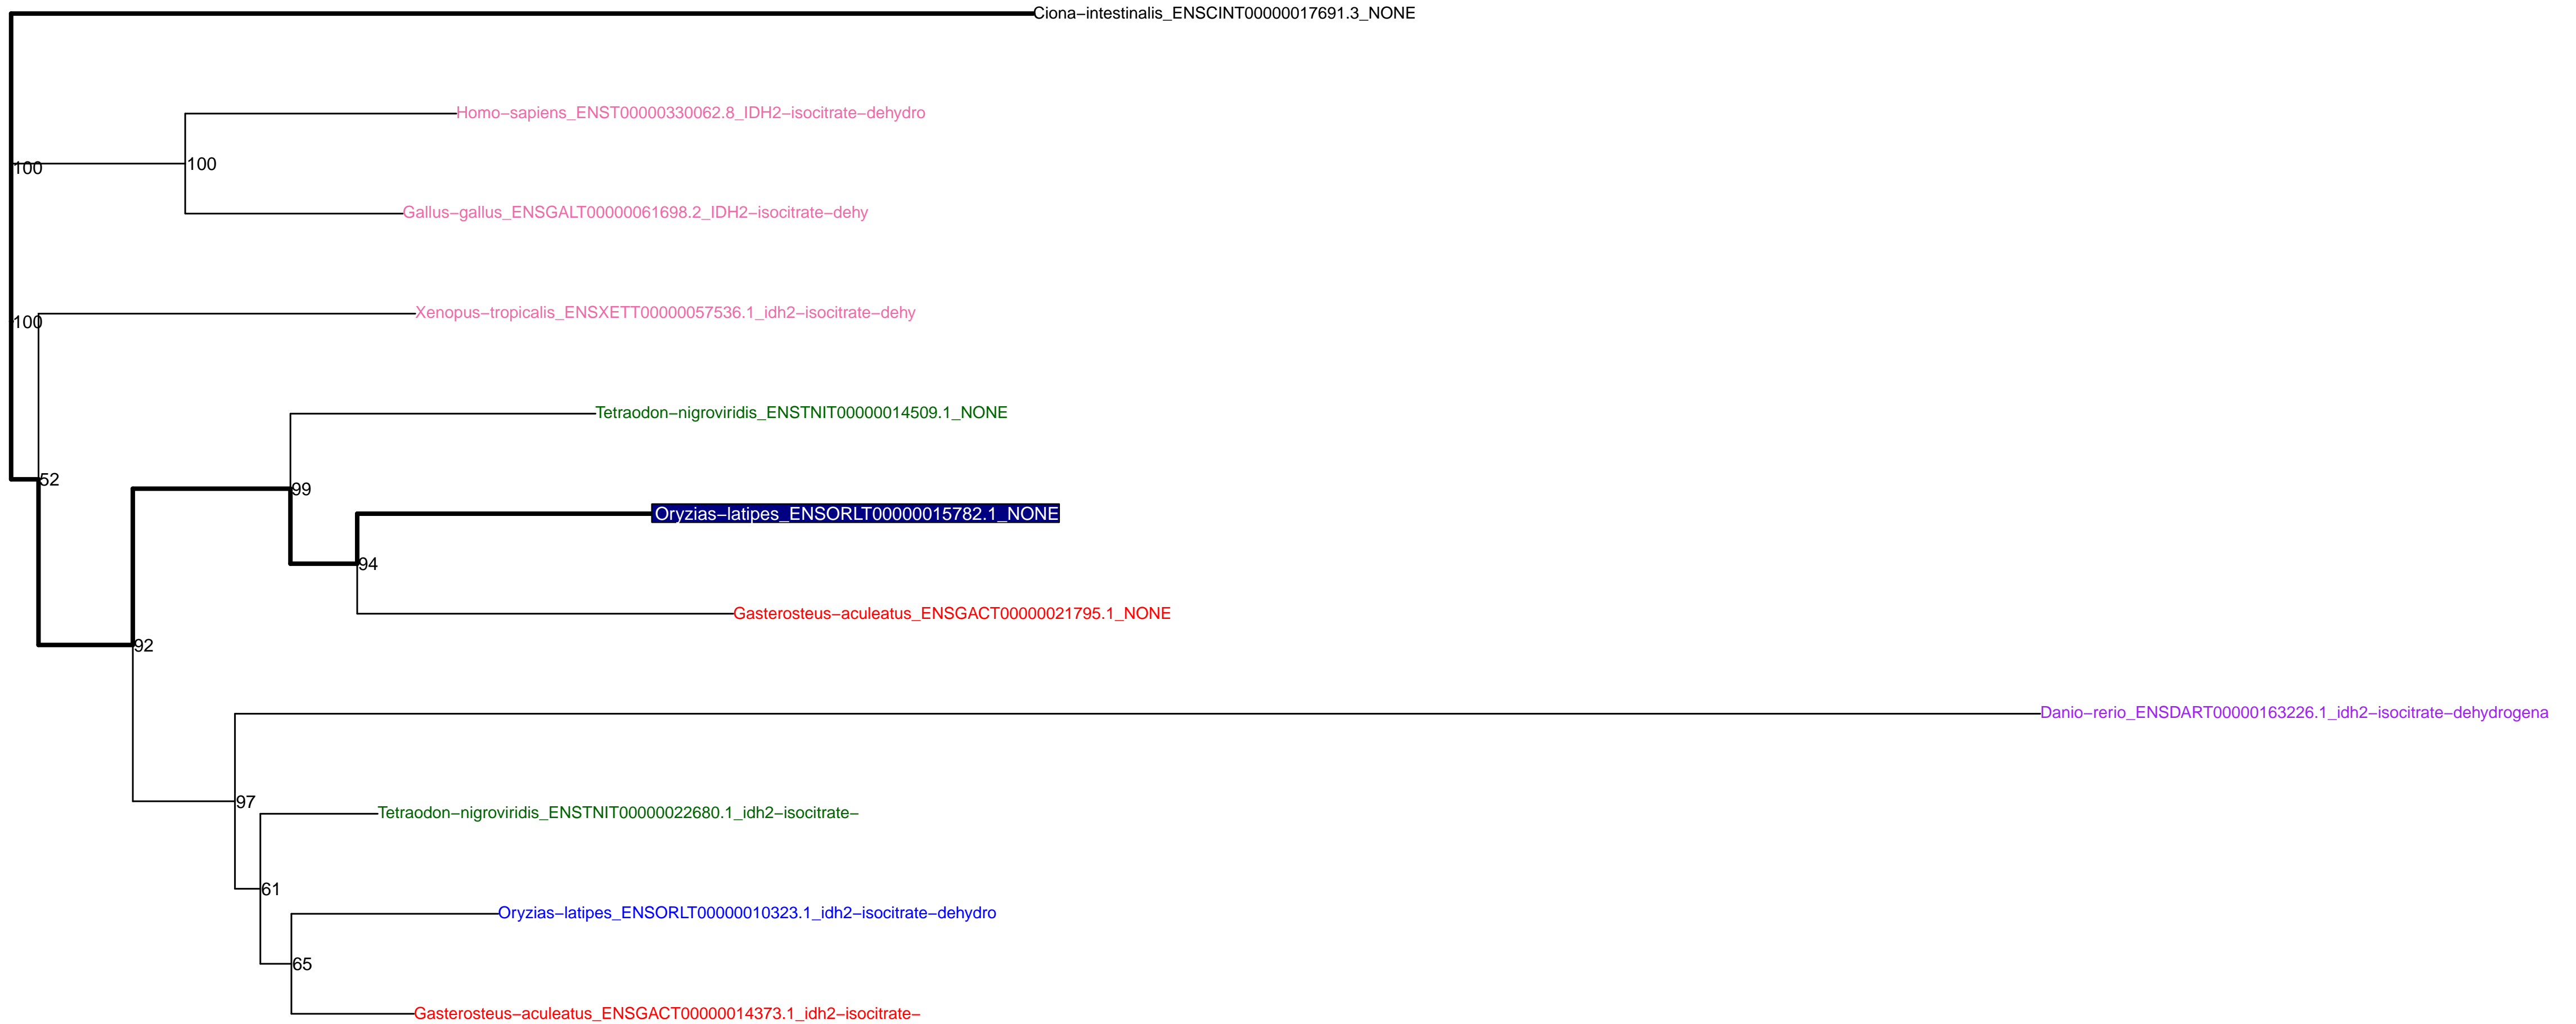 Ciona−intestinalis_ENSCINT00000017691.3_NONE
Homo−sapiens_ENST00000330062.8_IDH2−isocitrate−dehydro
100
100
Gallus−gallus_ENSGALT00000061698.2_IDH2−isocitrate−dehy
Xenopus−tropicalis_ENSXETT00000057536.1_idh2−isocitrate−dehy
100
Tetraodon−nigroviridis_ENSTNIT00000014509.1_NONE
52
99
Oryzias−latipes_ENSORLT00000015782.1_NONE
94
Gasterosteus−aculeatus_ENSGACT00000021795.1_NONE
92
Danio−rerio_ENSDART00000163226.1_idh2−isocitrate−dehydrogena
97
Tetraodon−nigroviridis_ENSTNIT00000022680.1_idh2−isocitrate−
61
Oryzias−latipes_ENSORLT00000010323.1_idh2−isocitrate−dehydro
65
Gasterosteus−aculeatus_ENSGACT00000014373.1_idh2−isocitrate−